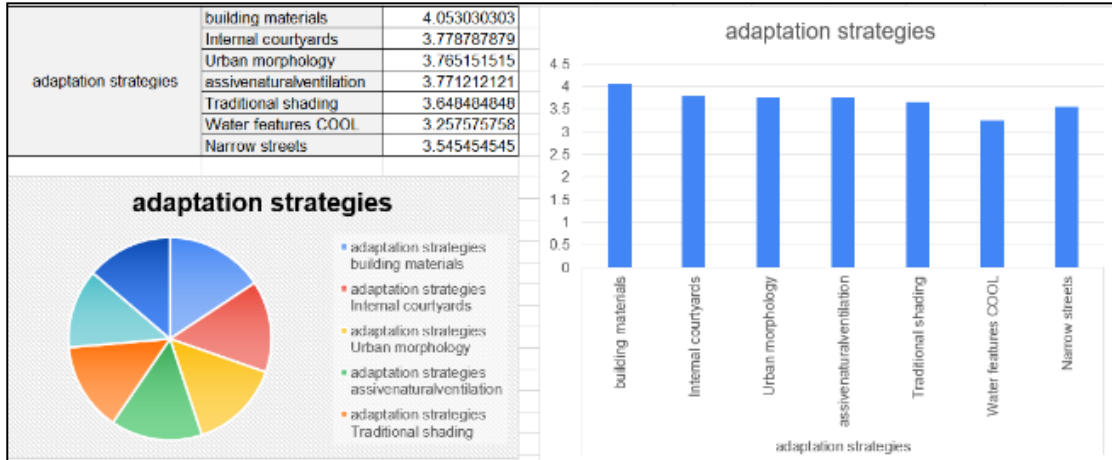 adaptation strategies
building materials 4.053030303
Internal courtyards 3.778787879
Urban morphology 3.765151515
assivenaturalventilation 3.771212121
Traditional shading 3.648484848
Water features COOL 3.257575758
Narrow streets 3.545454545
adaptation strategies
adaptation strategies
building materials
adaptation strategies
Internal courtyards
adaptation strategies
Urban morphology
adaptation strategies
assivenaturalventilation
adaptation strategies
Traditional shading
adaptation strategies
4.5
4
3.5
3
2.5
2
1.5
1
0.5
0
building materials
Internal courtyards
Urban morphology
assivenaturalventilation
Traditional shading
Water features COOL
Narrow streets
adaptation strategies